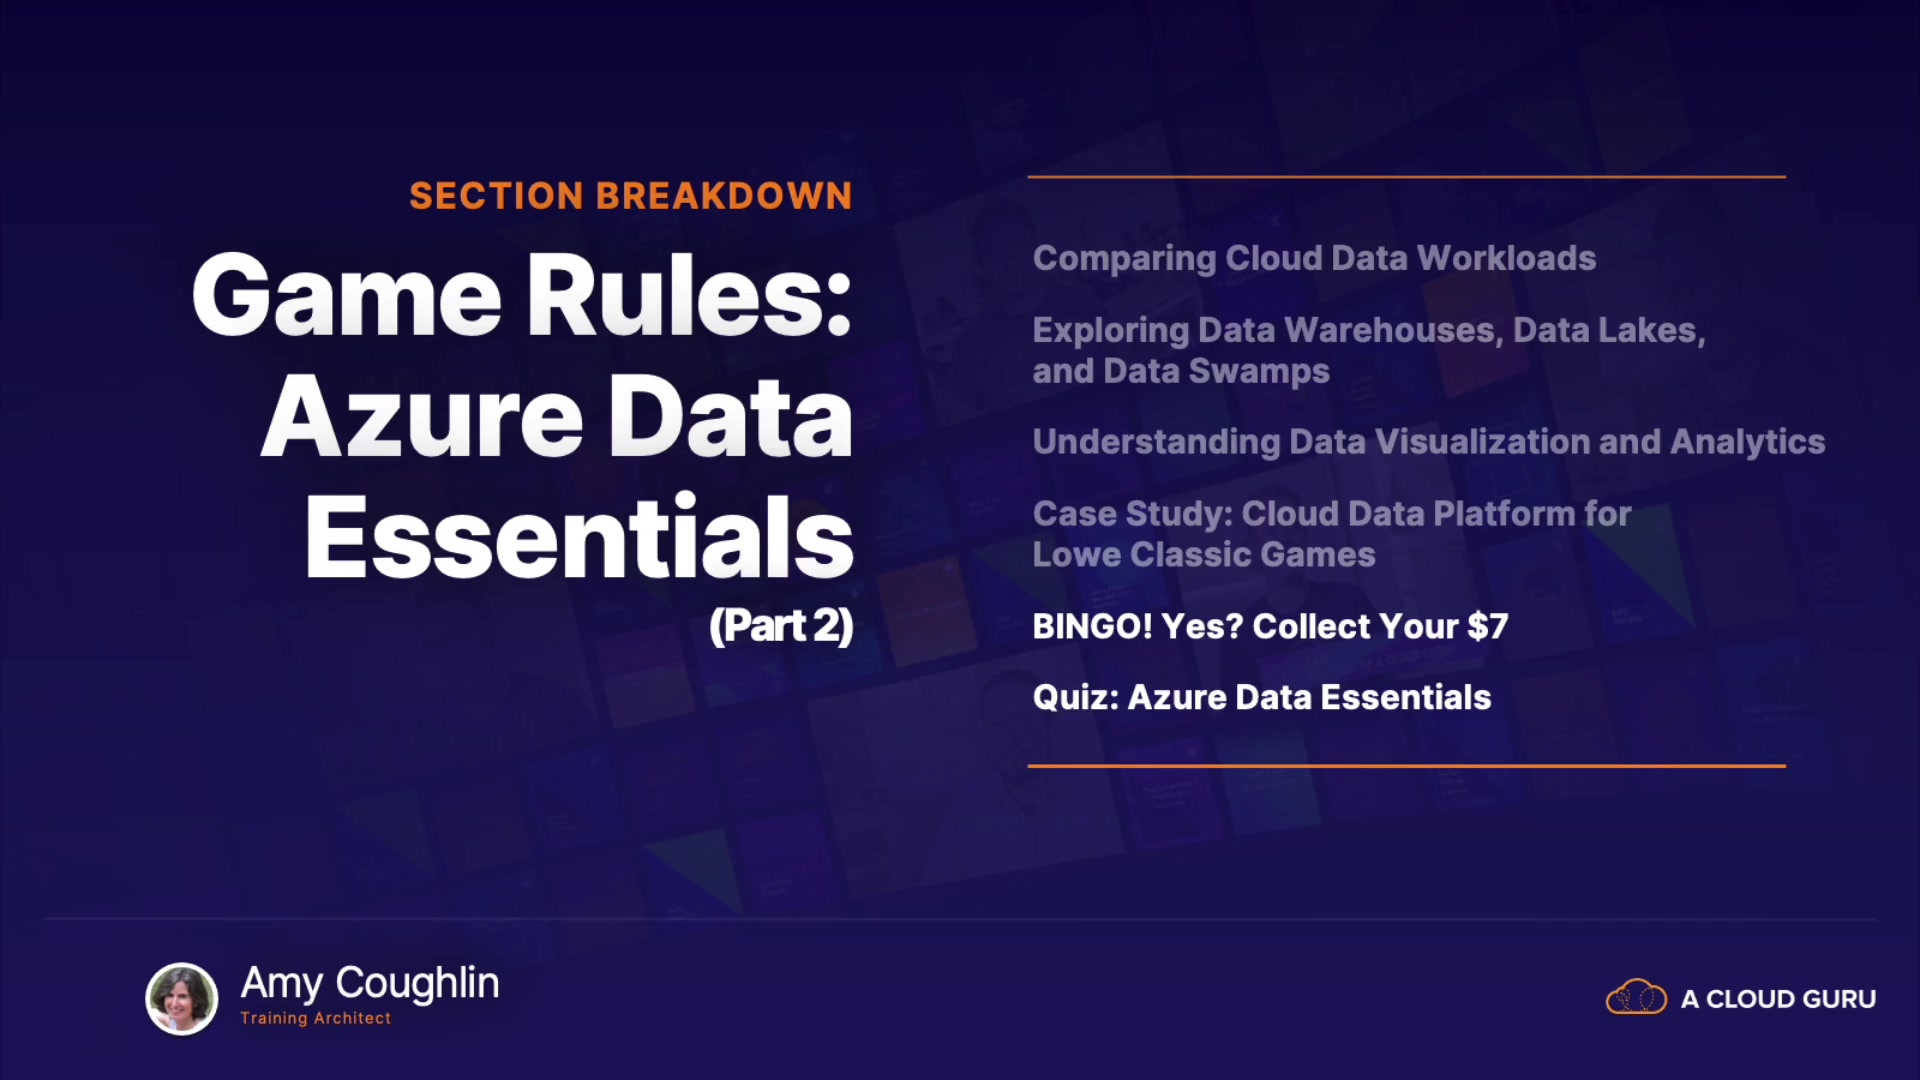 SECTION BREAKDOWN
Game Rules:
Azure Data
Essentials
(Part 2)
Comparing Cloud Data Workloads
Exploring Data Warehouses, Data Lakes,
and Data Swamps
Understanding Data Visualization and Analytics
Case Study: Cloud Data Platform for
Lowe Classic Games
BINGO! Yes? Collect Your $7
Quiz: Azure Data Essentials
Amy Coughlin
Training Architect
A CLOUD GURU